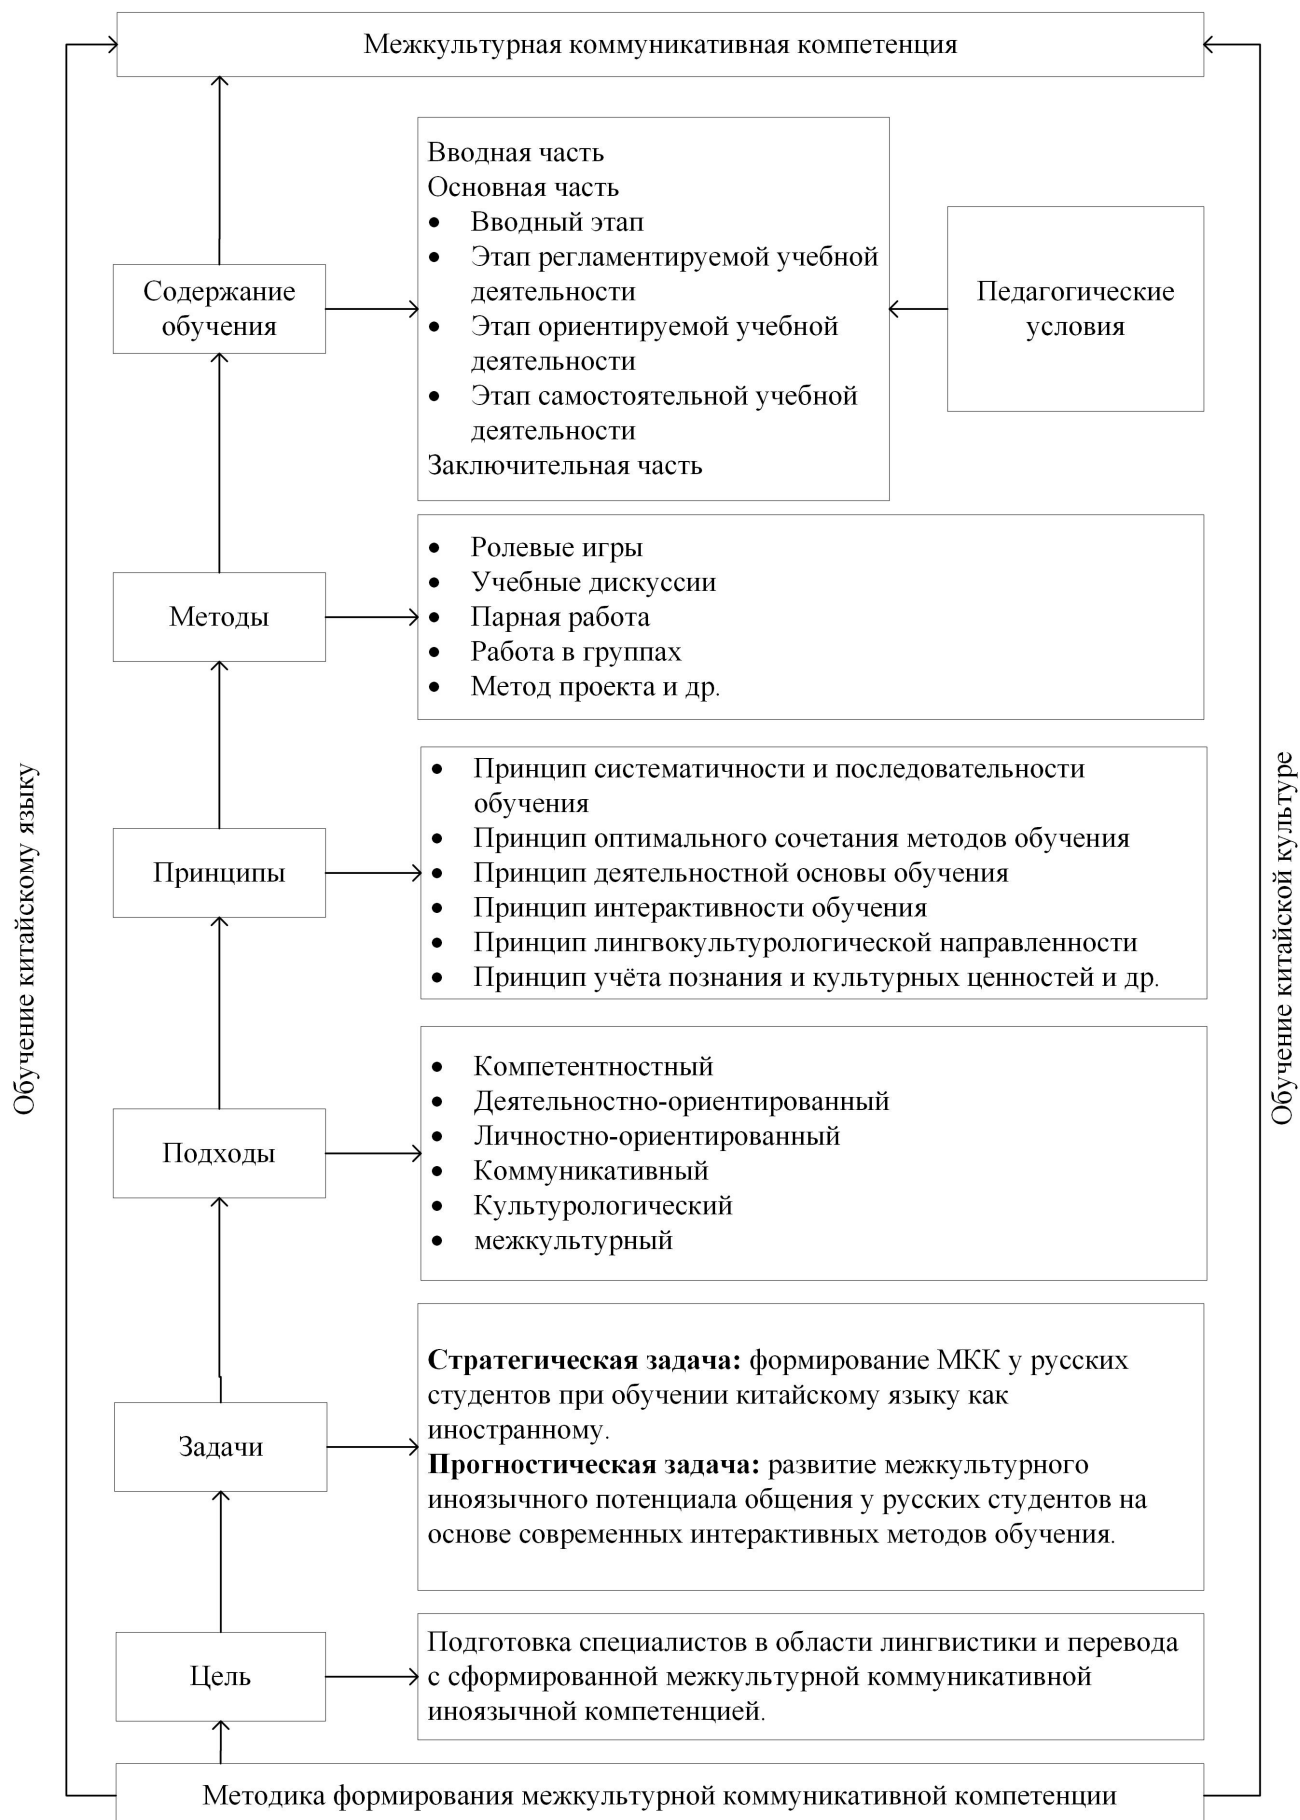 Межкультурная коммуникативная компетенция
Вводная часть
Основная часть
• Вводный этап
• Этап регламентируемой учебной
деятельности
• Этап ориентируемой учебной
деятельности
• Этап самостоятельной учебной
деятельности
Заключительная часть
Содержание
обучения
Педагогические
условия
• Ролевые игры
• Учебные дискуссии
• Парная работа
• Работа в группах
• Метод проекта и др.
Методы
• Принцип систематичности и последовательности
обучения
• Принцип оптимального сочетания методов обучения
• Принцип деятельностной основы обучения
• Принцип интерактивности обучения
• Принцип лингвокультурологической направленности
• Принцип учёта познания и культурных ценностей и др.
Принципы
Обучение китайскому языку
Обучение китайской культуре
• Компетентностный
• Деятельностно-ориентированный
• Личностно-ориентированный
• Коммуникативный
• Культурологический
• межкультурный
Подходы
Стратегическая задача: формирование МКК у русских
студентов при обучении китайскому языку как
иностранному.
Прогностическая задача: развитие межкультурного
иноязычного потенциала общения у русских студентов на
основе современных интерактивных методов обучения.
Задачи
Подготовка специалистов в области лингвистики и перевода
с сформированной межкультурной коммуникативной
иноязычной компетенцией.
Цель
Методика формирования межкультурной коммуникативной компетенции